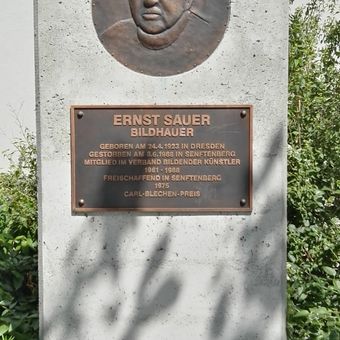 ERNST SAUER
BILDHAUER
GEBOREN AM 24.4.1923 IN DRESDEN
GESTORBEN AM 8.6.1988 IN SENFTENBERG
MITGLIED IM VERBAND BILDENDER KÜNSTLER
1961 - 1988
FREISCHAFFEND IN SENFTENBERG
1975
CARL-BLECHEN-PREIS